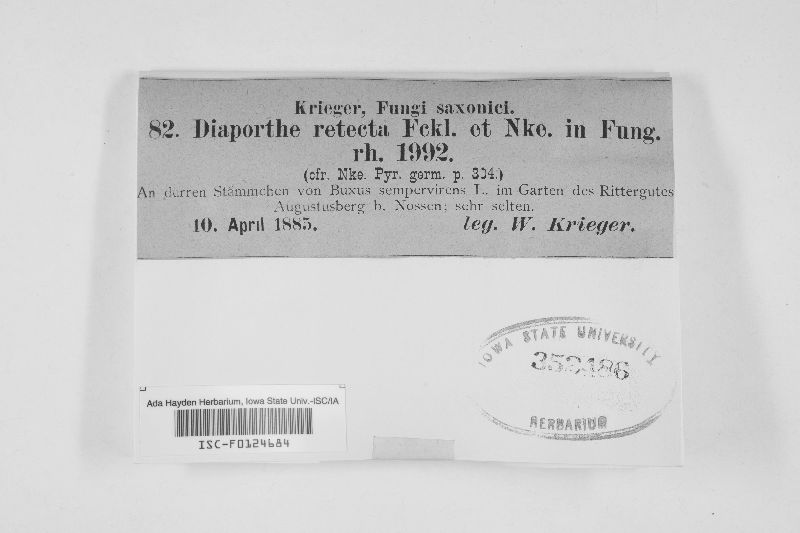 Krieger, Fungi saxonici.
82. Diaporthe retecta Fckl. et Nke. in Fung.
rh. 1992.
(cfr. Nke. Pyr. germ. p. 304.)
An dürren Stämmchen von Buxus sempervirens L. im Garten des Rittergutes
Augustusberg b. Nossen; sehr selten.
10. April 1885. leg. W. Krieger.
IOWA STATE UNIVERSITY
352486
HERBARIUM
Ada Hayden Herbarium, Iowa State Univ.-ISC/IA
ISC-F0124684